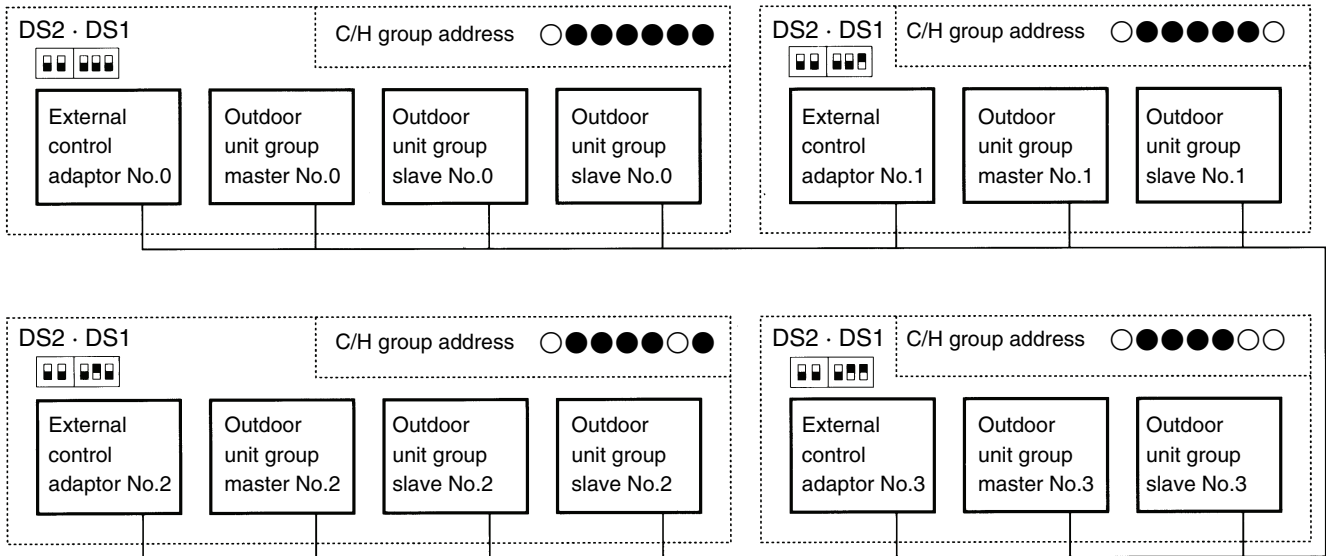 DS2 · DS1
C/H group address
External
control
adaptor No.0
Outdoor
unit group
master No.0
Outdoor
unit group
slave No.0
Outdoor
unit group
slave No.0
DS2 · DS1
C/H group address
External
control
adaptor No.1
Outdoor
unit group
master No.1
Outdoor
unit group
slave No.1
DS2 · DS1
C/H group address
External
control
adaptor No.2
Outdoor
unit group
master No.2
Outdoor
unit group
slave No.2
Outdoor
unit group
slave No.2
DS2 · DS1
C/H group address
External
control
adaptor No.3
Outdoor
unit group
master No.3
Outdoor
unit group
slave No.3